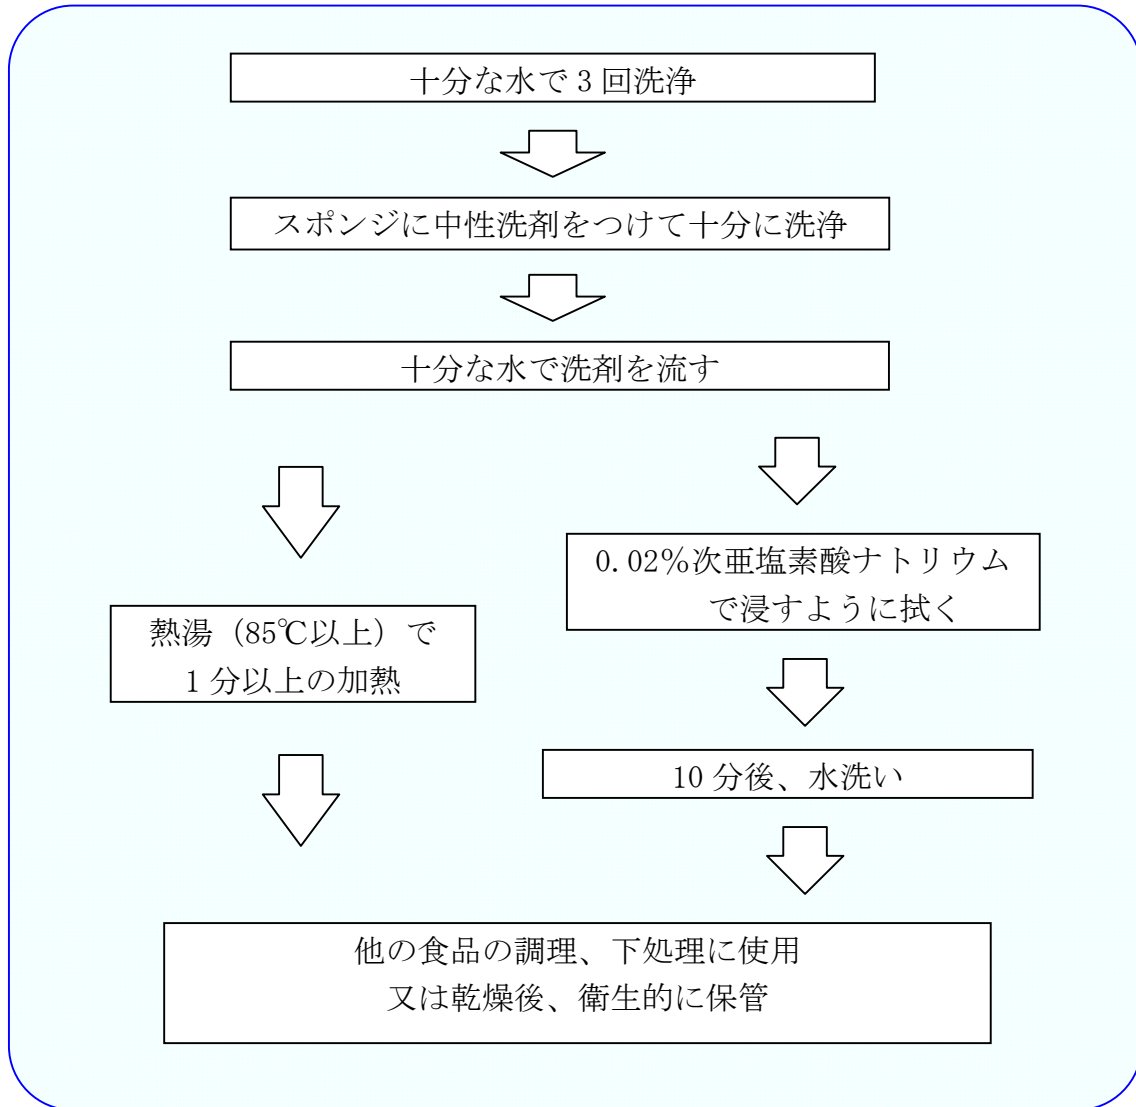 十分な水で 3 回洗浄
スポンジに中性洗剤をつけて十分に洗浄
十分な水で洗剤を流す
熱湯（85℃以上）で
1 分以上の加熱
0.02％次亜塩素酸ナトリウム
で浸すように拭く
10 分後、水洗い
他の食品の調理、下処理に使用
又は乾燥後、衛生的に保管